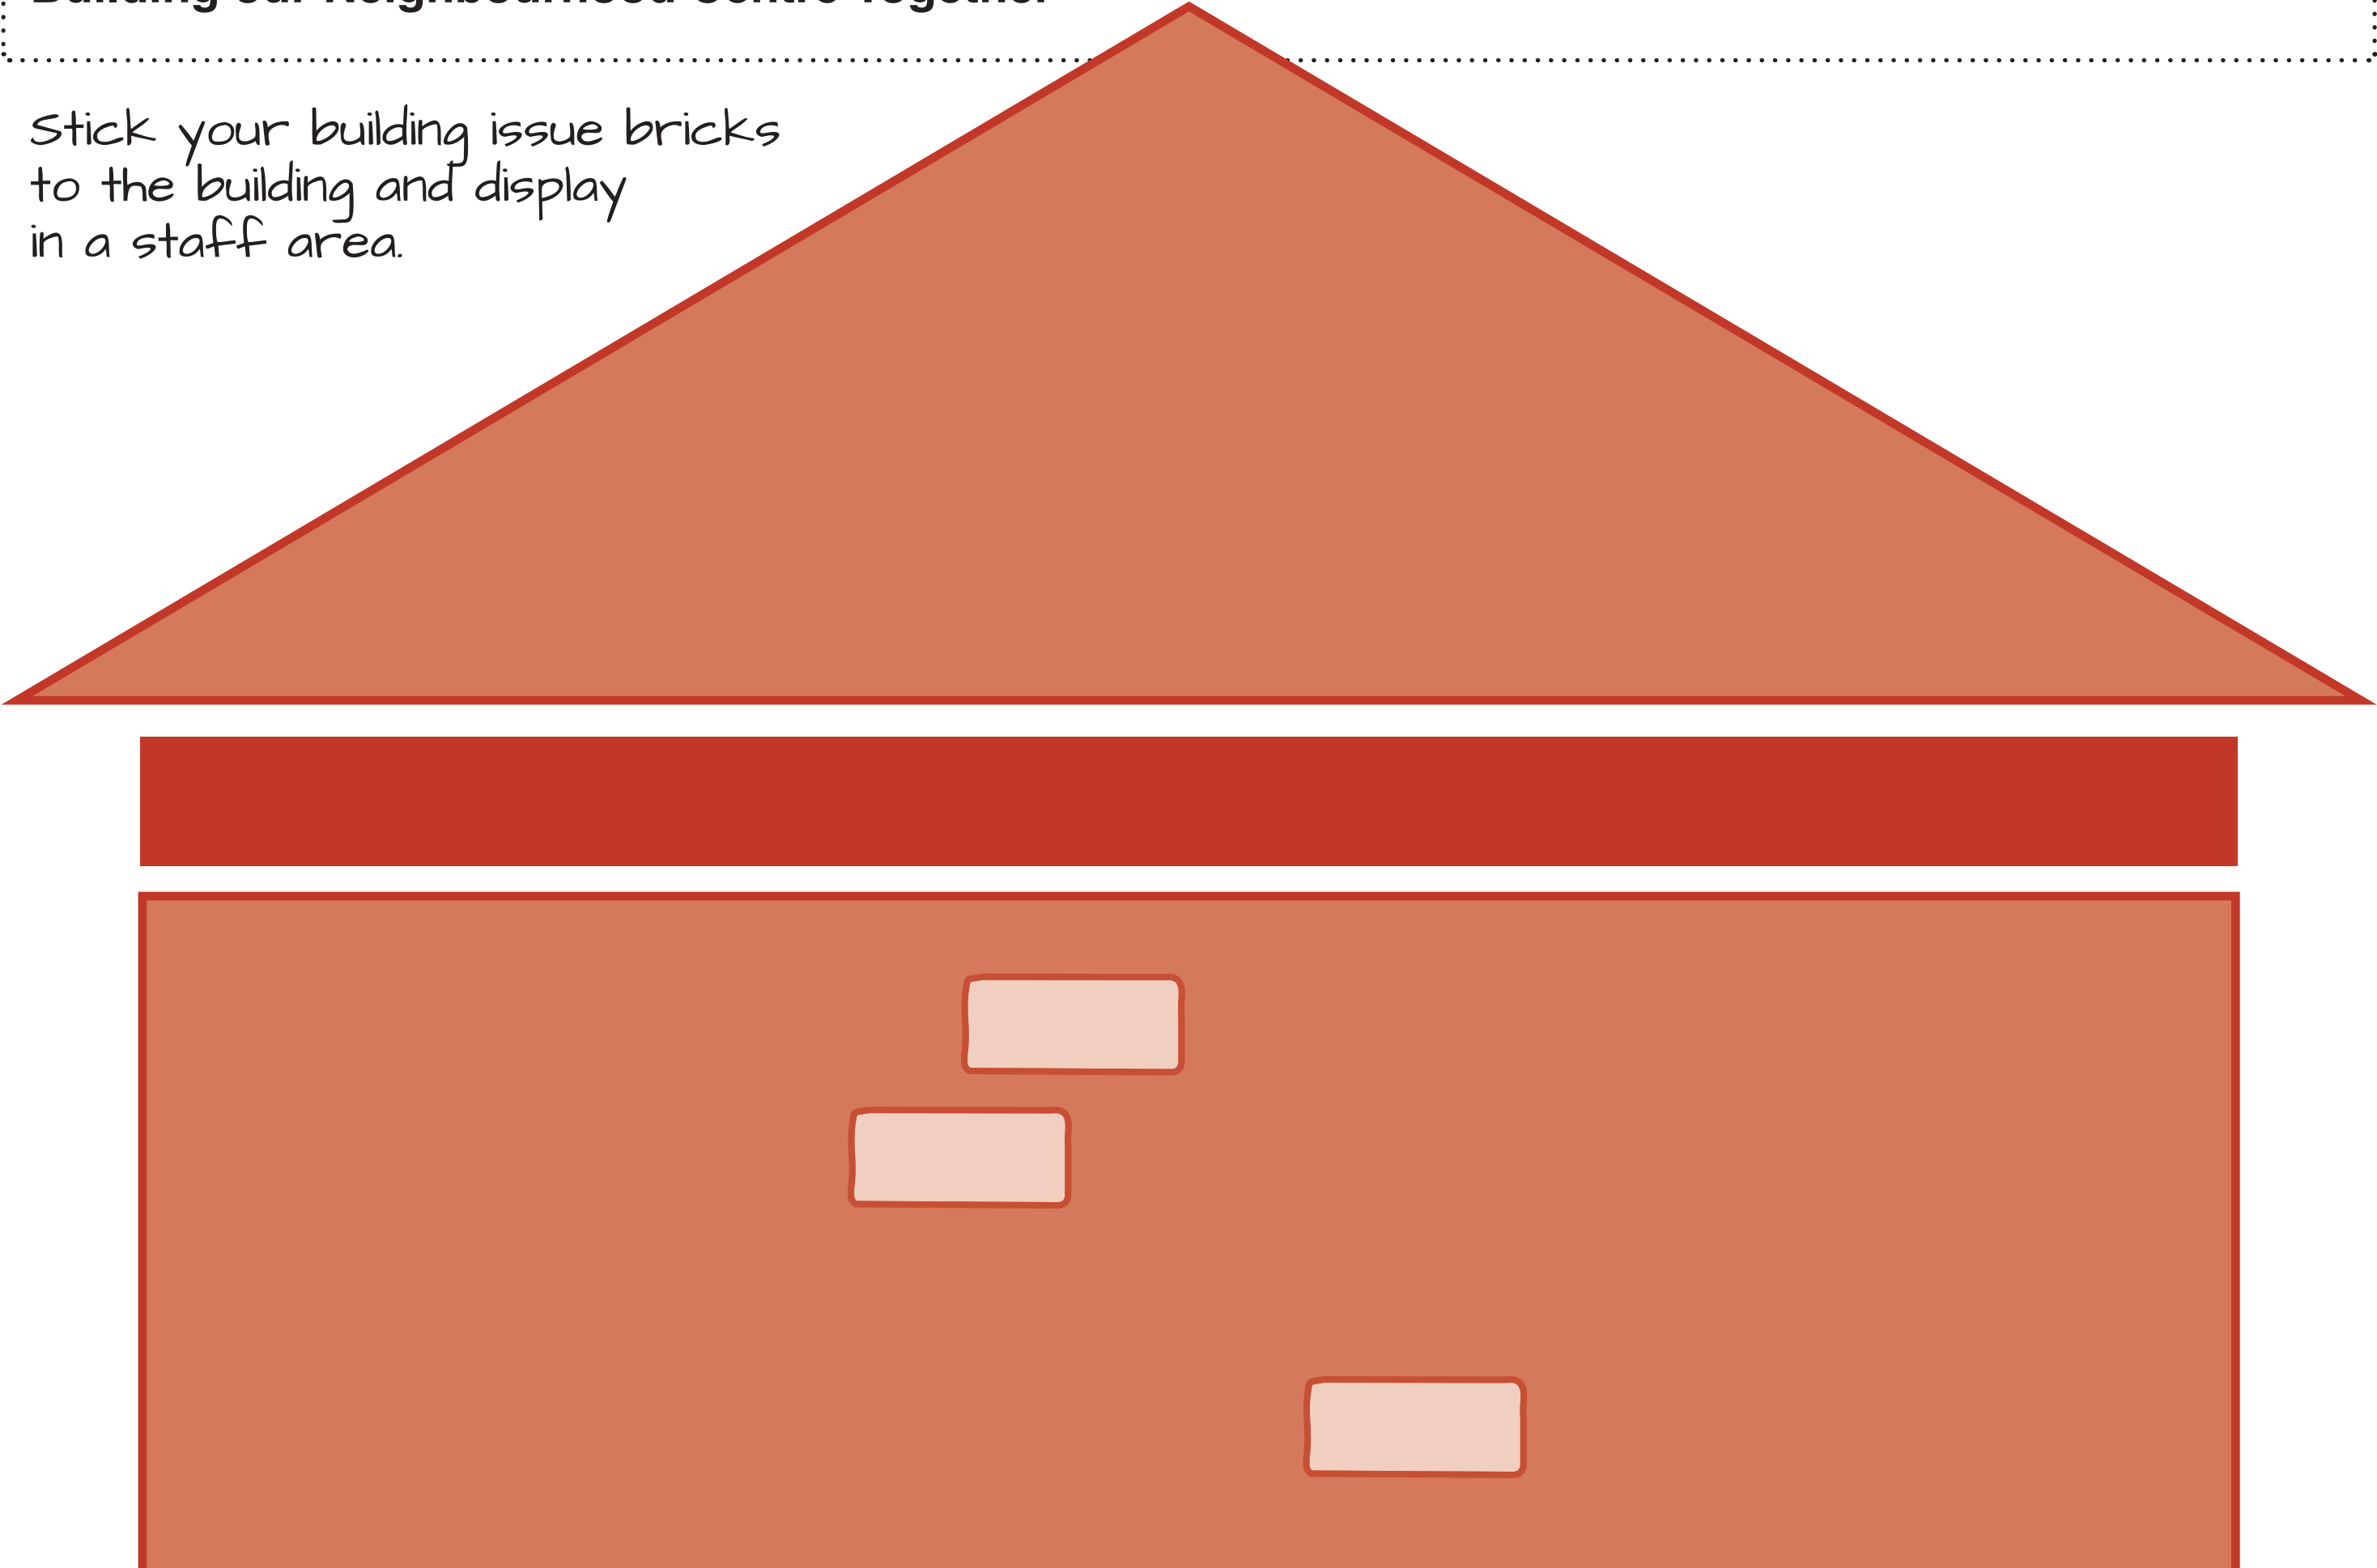 Stick your building issue bricks
to the building and display
in a staff area.